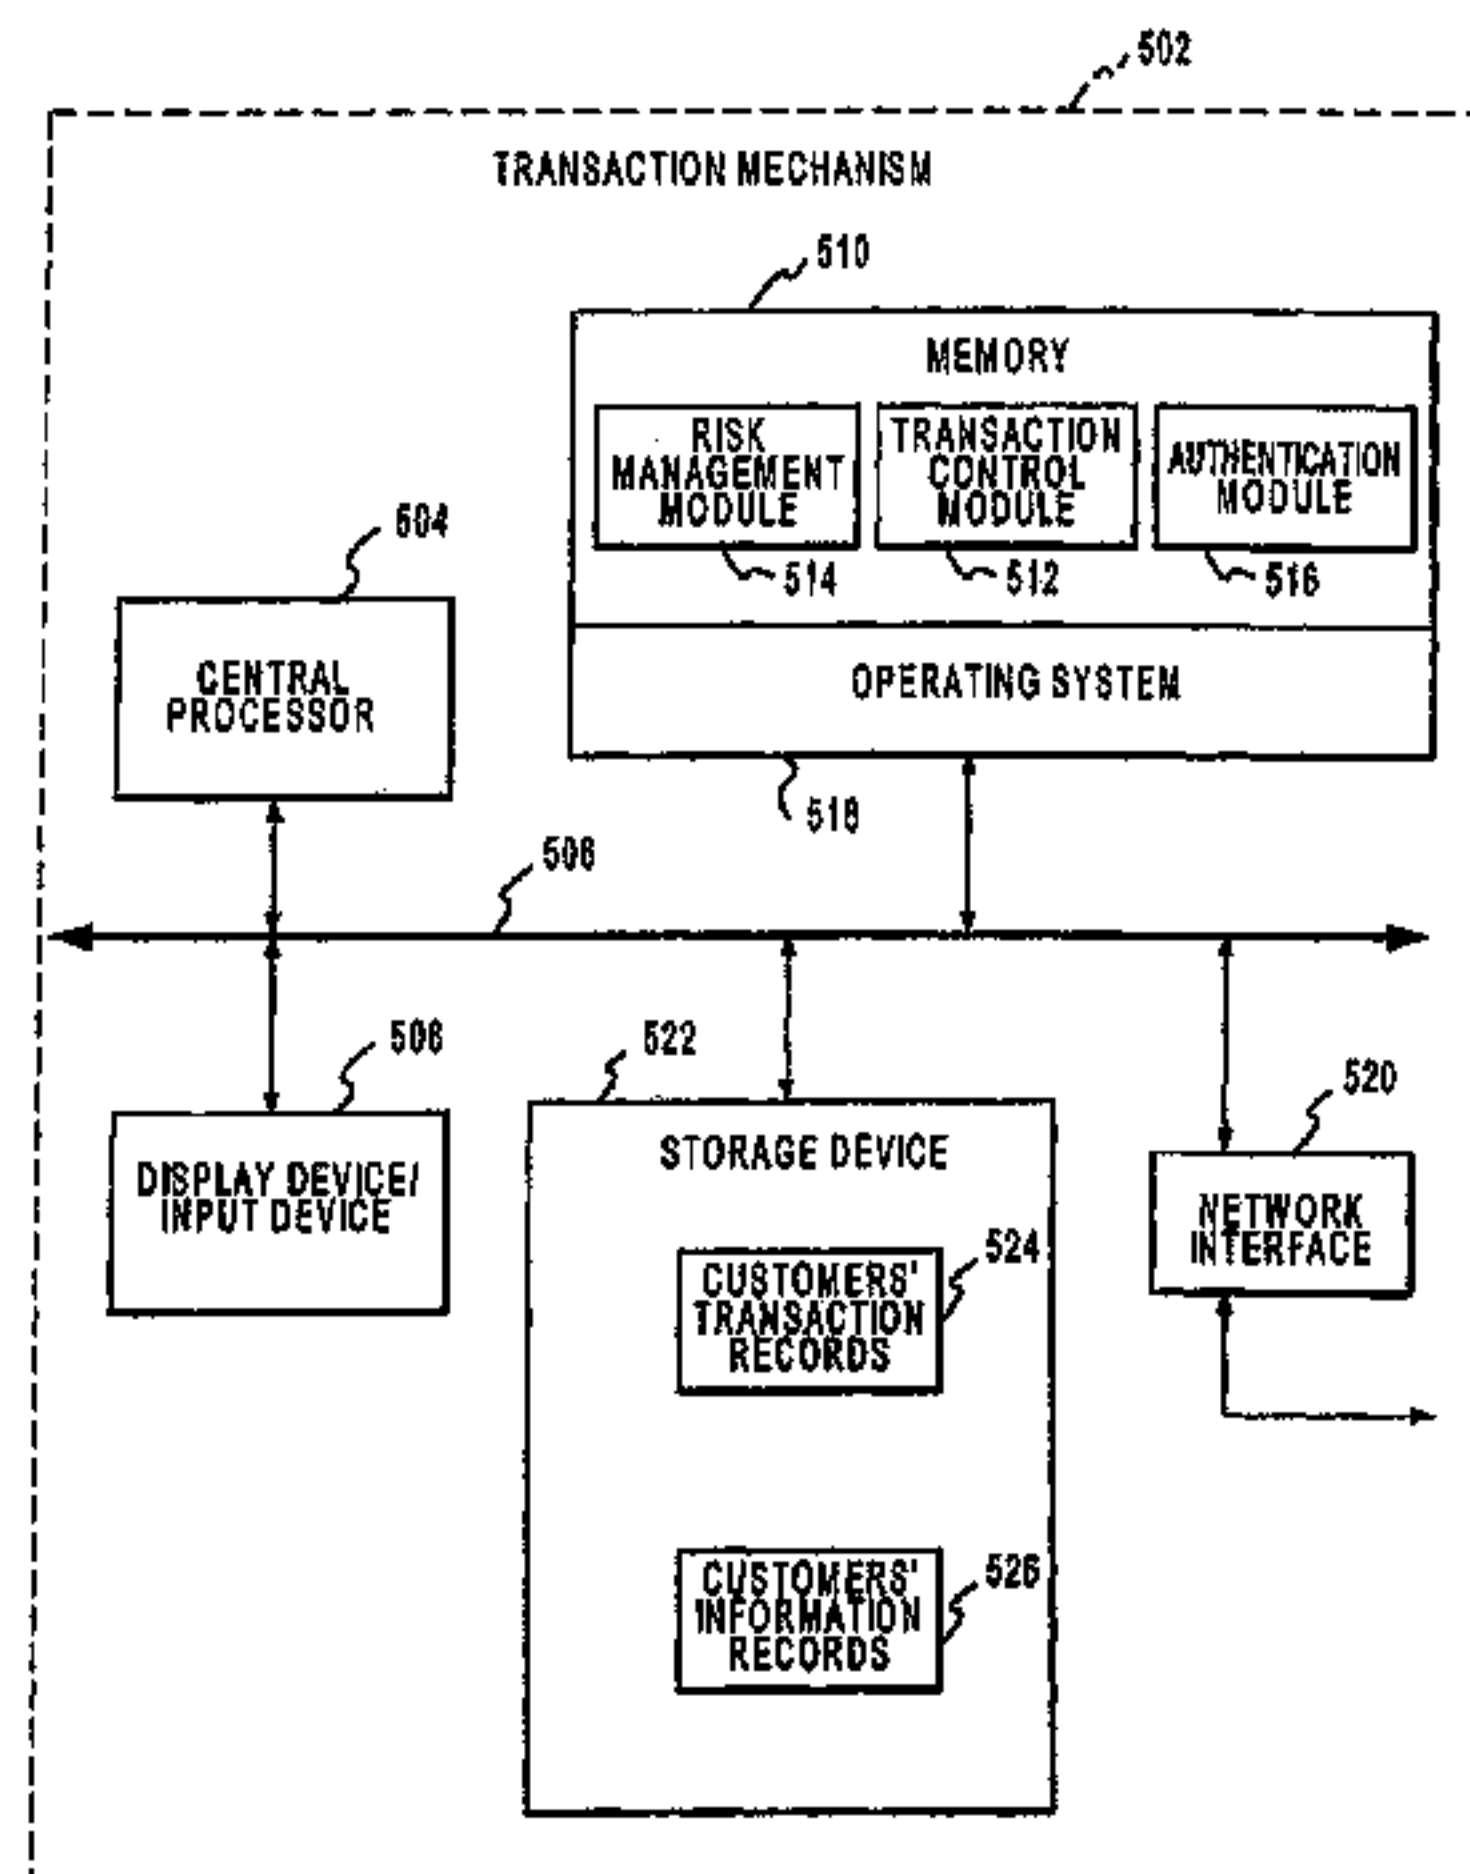 502
TRANSACTION MECHANISM
510
MEMORY
RISK
MANAGEMENT
MODULE
TRANSACTION
CONTROL
MODULE
AUTHENTICATION
MODULE
514
512
516
504
CENTRAL
PROCESSOR
OPERATING SYSTEM
518
506
508
DISPLAY DEVICE/
INPUT DEVICE
522
STORAGE DEVICE
520
NETWORK
INTERFACE
524
CUSTOMERS'
TRANSACTION
RECORDS
526
CUSTOMERS'
INFORMATION
RECORDS